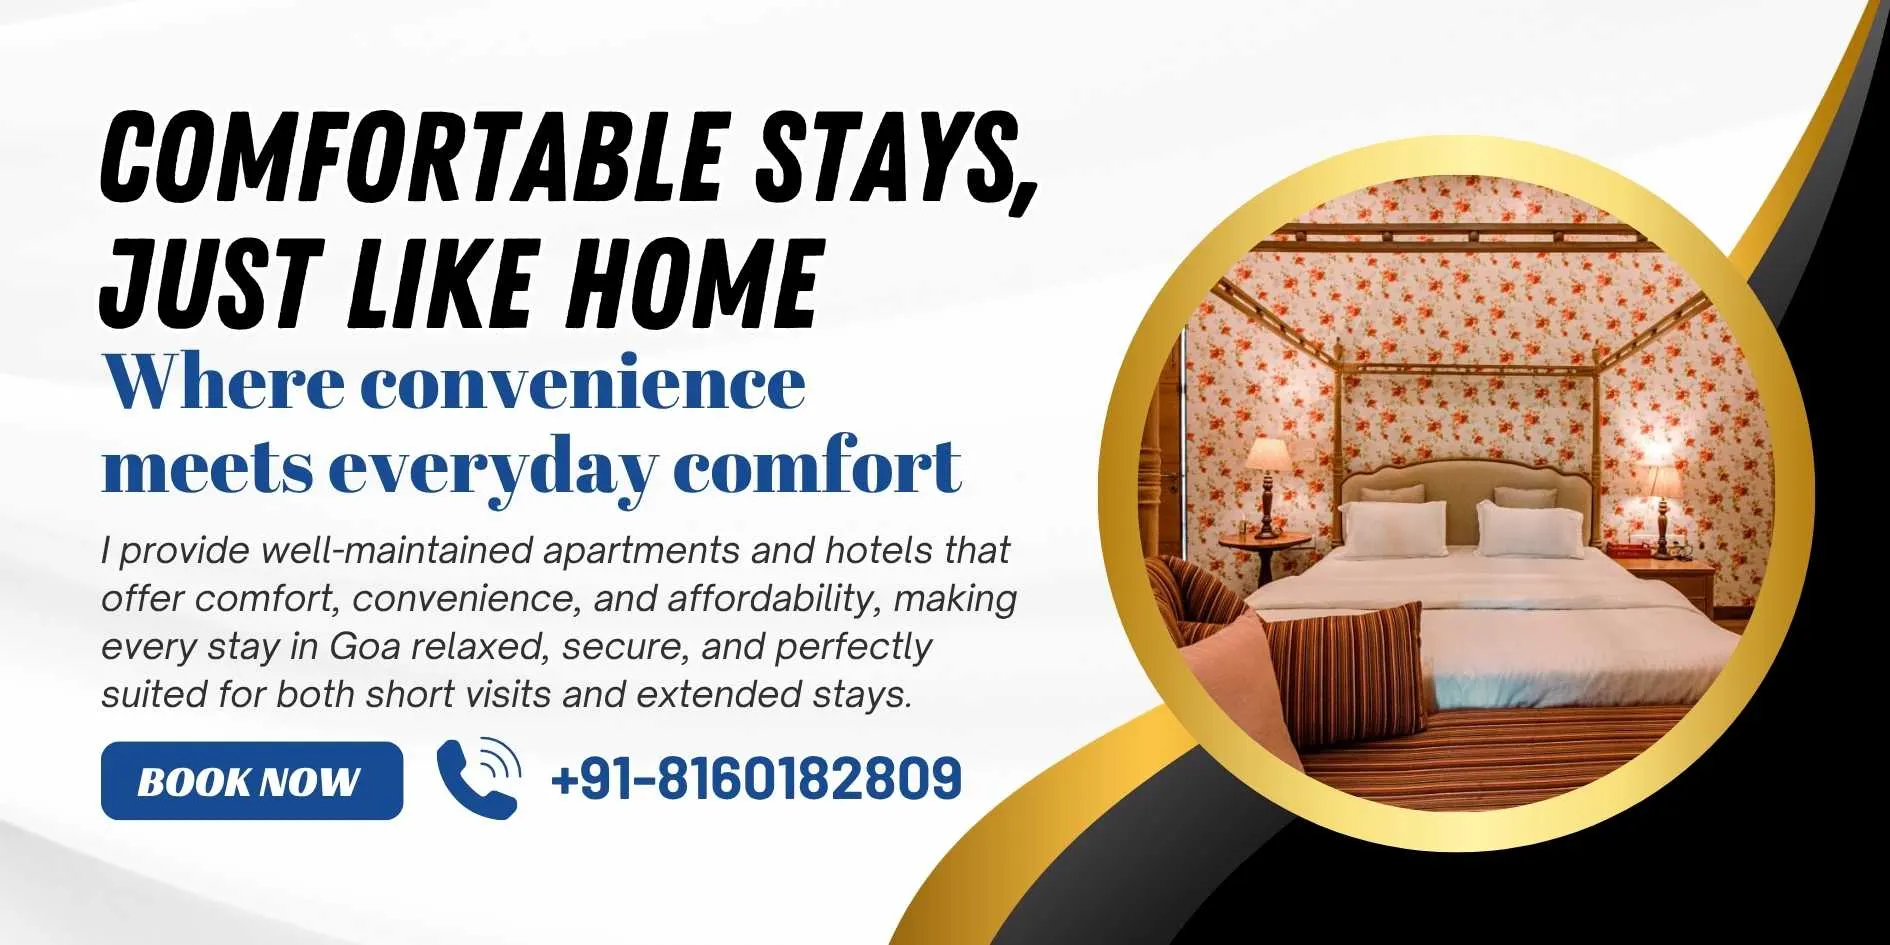 COMFORTABLE STAYS,
JUST LIKE HOME
Where convenience
meets everyday comfort
I provide well-maintained apartments and hotels that
offer comfort, convenience, and affordability, making
every stay in Goa relaxed, secure, and perfectly
suited for both short visits and extended stays.
BOOK NOW
+91-8160182809